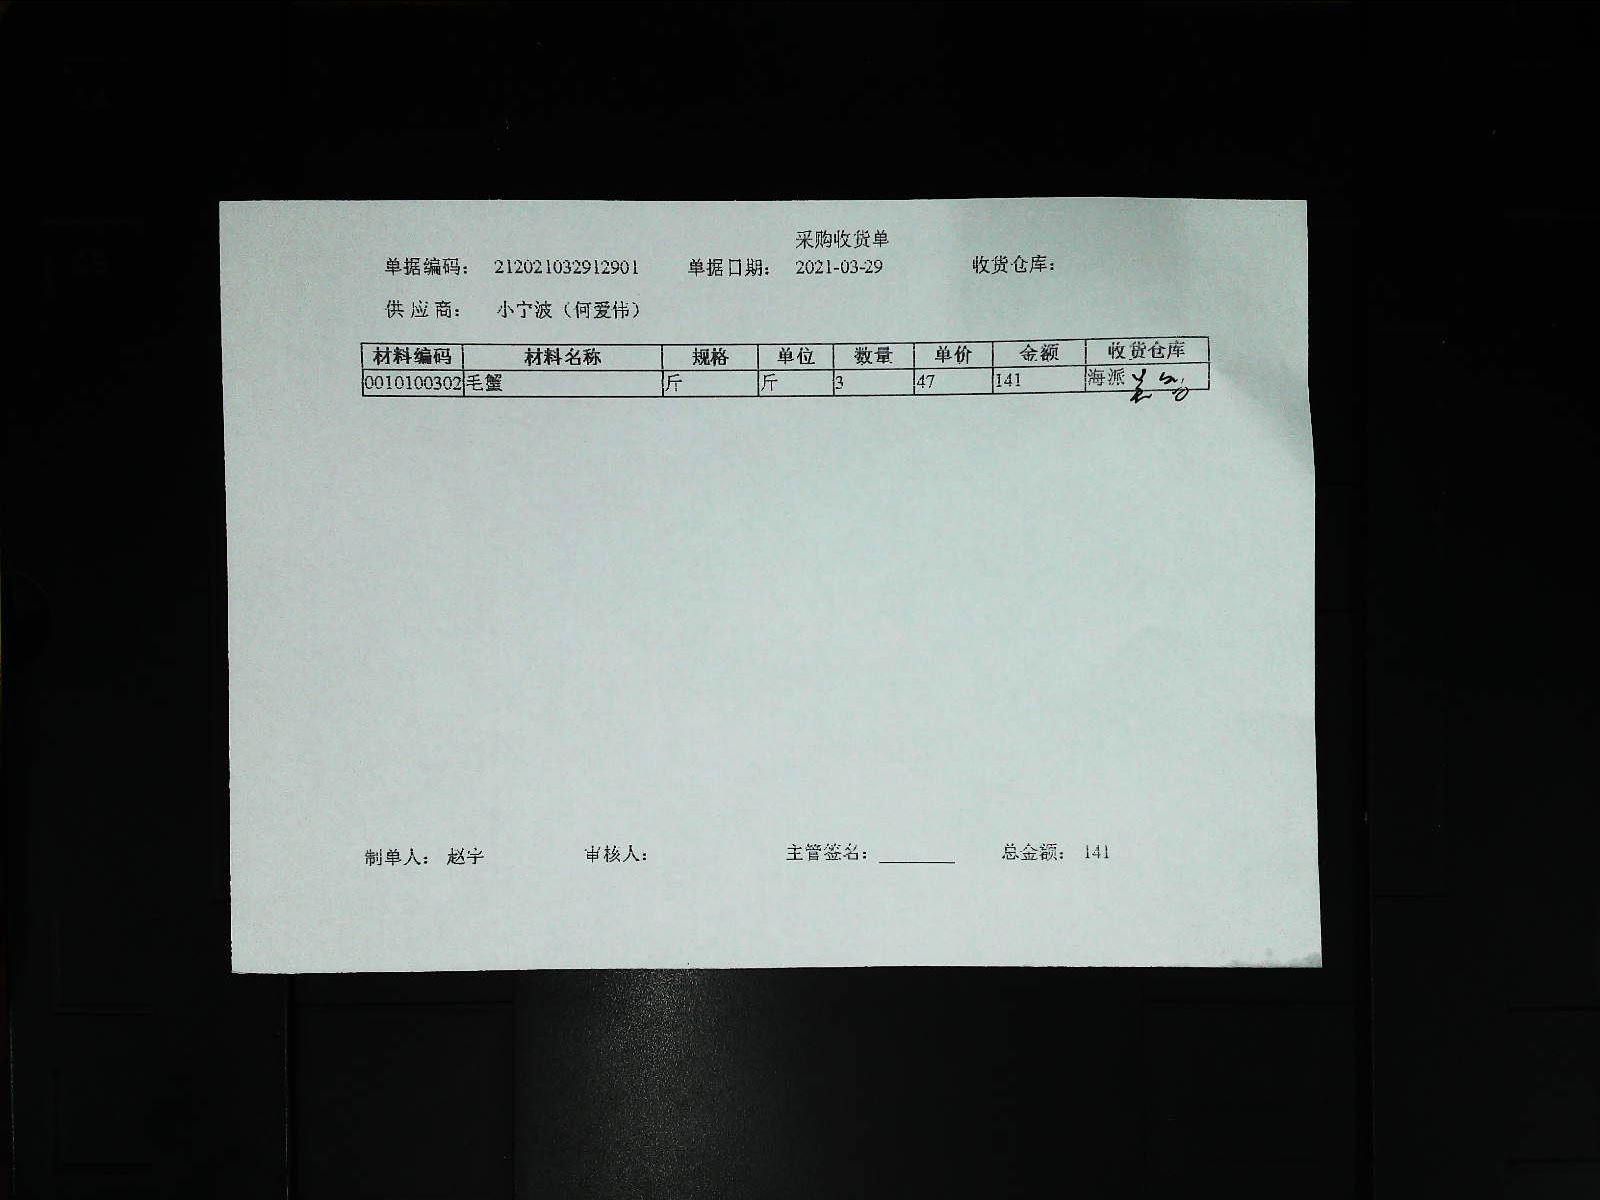 采购收货单
单据编码： 212021032912901 单据日期： 2021-03-29 收货仓库：
供应商： 小宁波（何爱伟）
材料编码 材料名称 规格 单位 数量 单价 金额 收货仓库
0010100302 毛蟹 斤 斤 3 47 141 海派
制单人： 赵宇 审核人： 主管签名：________ 总金额： 141